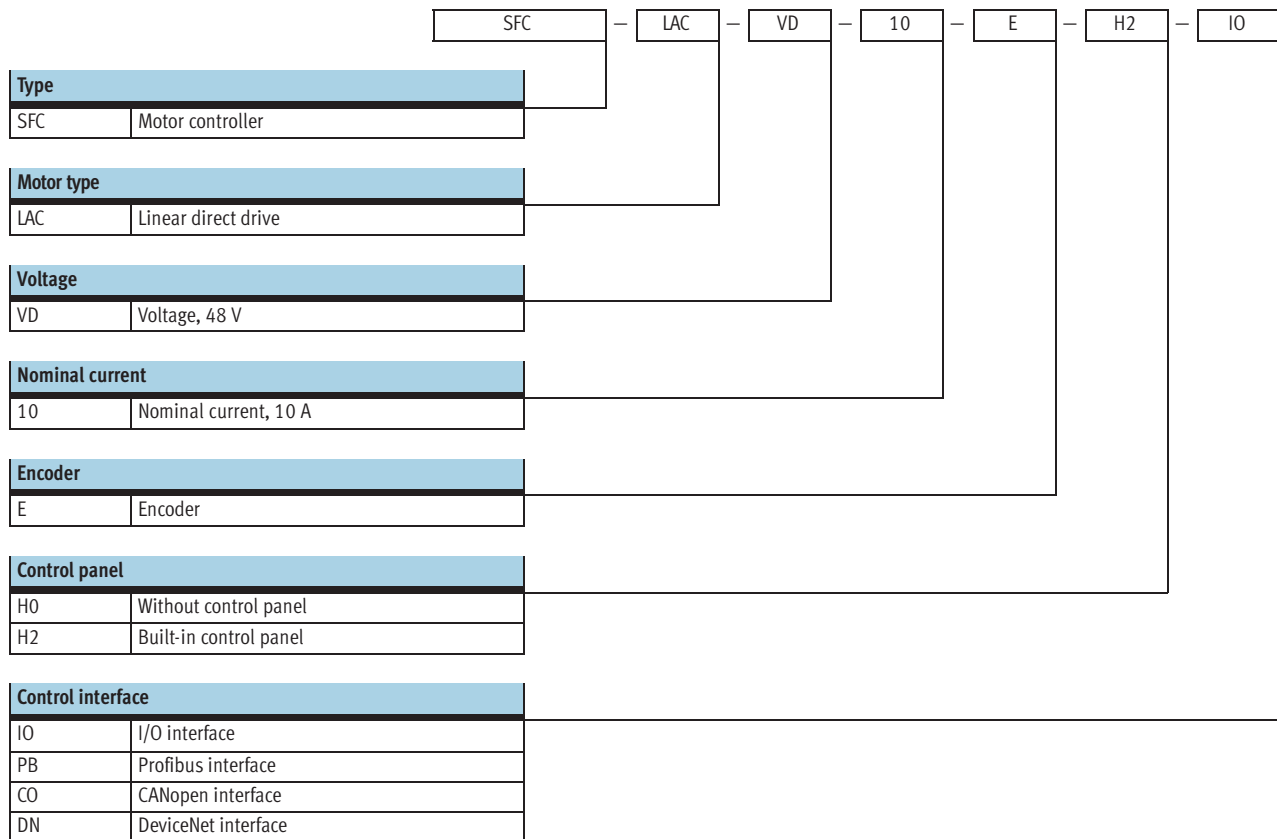 SFC — LAC — VD — 10 — E — H2 — IO
Type
SFC Motor controller
Motor type
LAC Linear direct drive
Voltage
VD Voltage, 48 V
Nominal current
10 Nominal current, 10 A
Encoder
E Encoder
Control panel
H0 Without control panel
H2 Built-in control panel
Control interface
IO I/O interface
PB Profibus interface
CO CANopen interface
DN DeviceNet interface